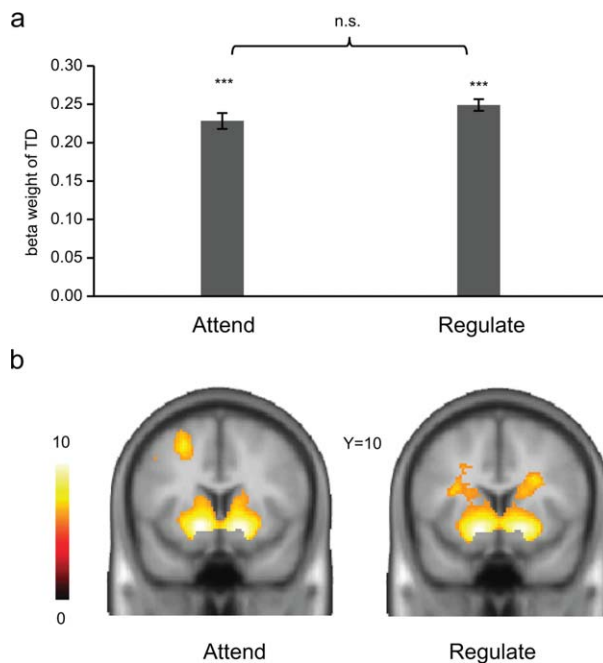 a
n.s.
0.30
0.25
0.20
0.15
0.10
0.05
0.00
beta weight of TD
***
***
Attend
Regulate
b
10
0
Y=10
Attend
Regulate